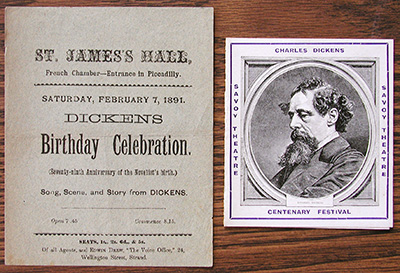 ST. JAMES'S HALL,
French Chamber—Entrance in Piccadilly.
SATURDAY, FEBRUARY 7, 1891.
DICKENS
Birthday Celebration.
(Seventy-ninth Anniversary of the Novelist's birth.)
Song, Scena, and Story from DICKENS.
Open 7.45
Commence 8.15.
SEATS, 1s., 2s. 6d., & 5s.
Of all Agents, and EDWIN DREW, "The Voice Office," 24,
Wellington Street, Strand.
CHARLES DICKENS
SAVOY THEATRE
SAVOY THEATRE
CENTENARY FESTIVAL